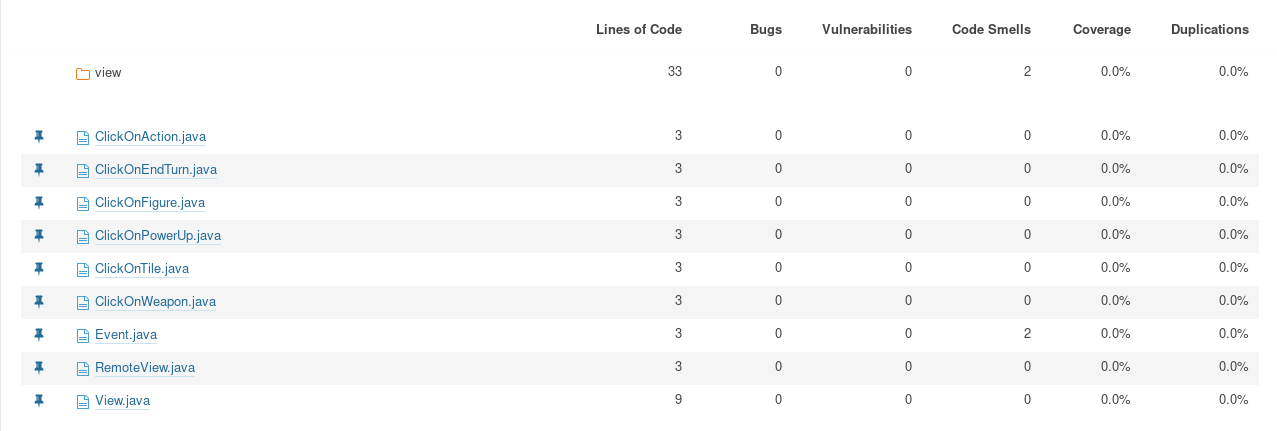 Lines of Code Bugs Vulnerabilities Code Smells Coverage Duplications
view 33 0 0 2 0.0% 0.0%
ClickOnAction.java 3 0 0 0 0.0% 0.0%
ClickOnEndTurn.java 3 0 0 0 0.0% 0.0%
ClickOnFigure.java 3 0 0 0 0.0% 0.0%
ClickOnPowerUp.java 3 0 0 0 0.0% 0.0%
ClickOnTile.java 3 0 0 0 0.0% 0.0%
ClickOnWeapon.java 3 0 0 0 0.0% 0.0%
Event.java 3 0 0 2 0.0% 0.0%
RemoteView.java 3 0 0 0 0.0% 0.0%
View.java 9 0 0 0 0.0% 0.0%